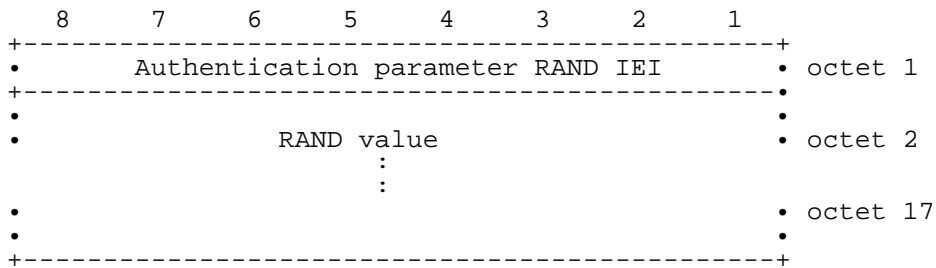 8 7 6 5 4 3 2 1
+-----------------------------------------------+
• Authentication parameter RAND IEI • octet 1
+-----------------------------------------------•
• •
• RAND value • octet 2
:
:
• • octet 17
• •
+-----------------------------------------------+